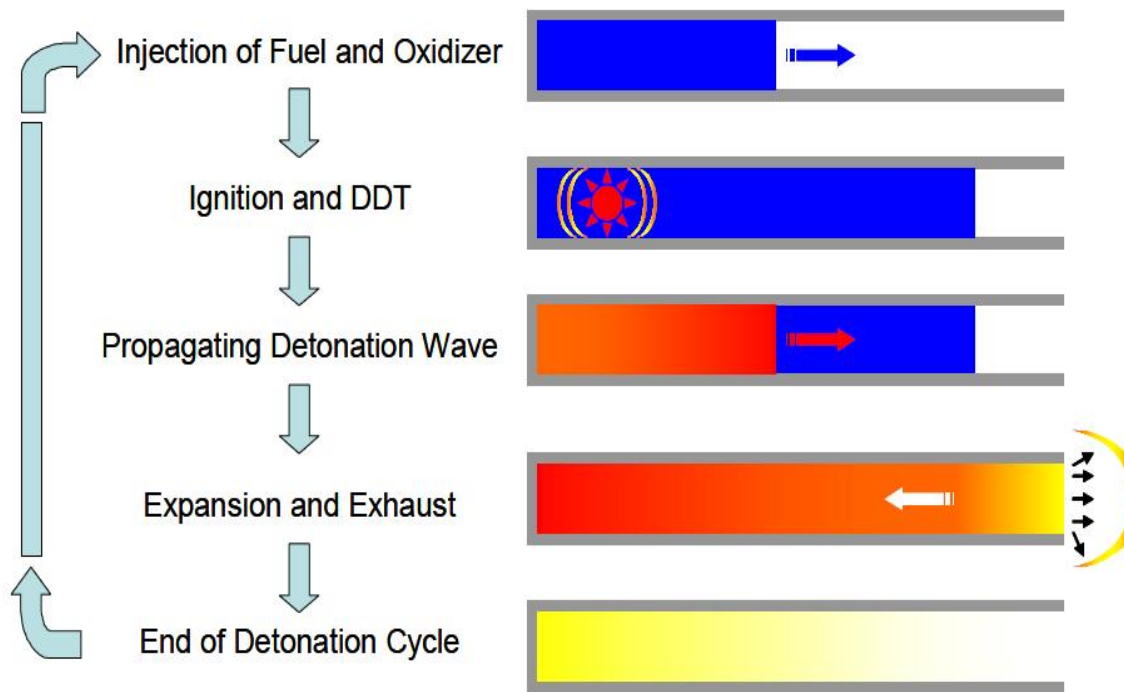 Injection of Fuel and Oxidizer
Ignition and DDT
Propagating Detonation Wave
Expansion and Exhaust
End of Detonation Cycle